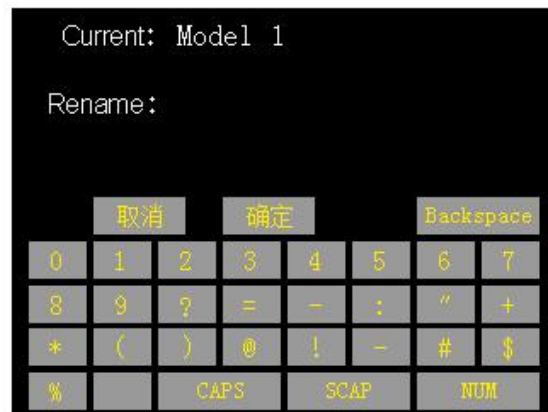 Current: Model 1
Rename:
取消 确定 Backspace
0 1 2 3 4 5 6 7
8 9 ? = - : " +
* ( ) @ ! - # $
% CAPS SCAP NUM